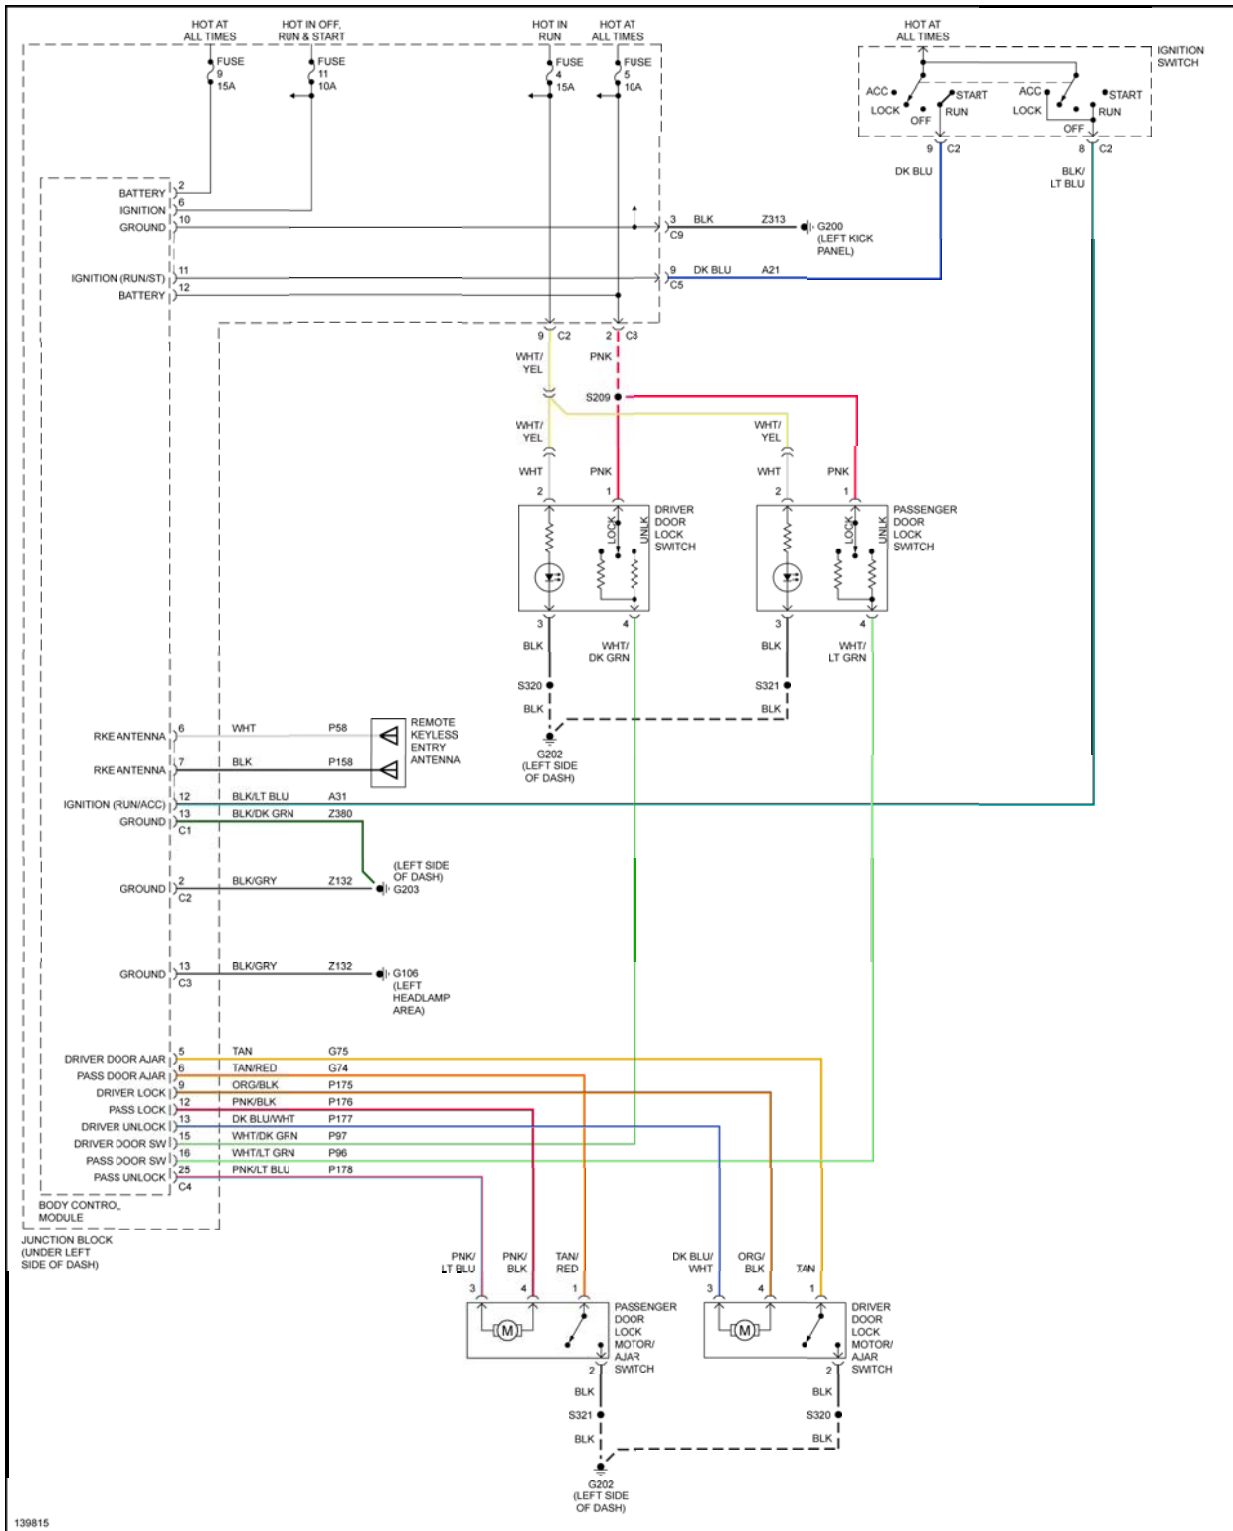 HOT AT
ALL TIMES
HOT IN OFF,
RUN & START
HOT IN
RUN
HOT AT
ALL TIMES
HOT AT
ALL TIMES
FUSE
9
15A
FUSE
11
10A
FUSE
4
15A
FUSE
5
10A
IGNITION
SWITCH
ACC
LOCK
OFF
RUN
START
ACC
LOCK
OFF
RUN
START
9 C2
8 C2
DK BLU
BLK/
LT BLU
BATTERY 2
IGNITION 6
GROUND 10
3 BLK Z313
C9
G200
(LEFT KICK
PANEL)
IGNITION (RUN/ST) 11
9 DK BLU A21
C5
BATTERY 12
9 C2
2 C3
WHT/
YEL
PNK
S209
WHT/
YEL
WHT/
YEL
WHT
PNK
WHT
PNK
2
1
2
1
LOCK
UNLK
DRIVER
DOOR
LOCK
SWITCH
LOCK
UNLK
PASSENGER
DOOR
LOCK
SWITCH
3
4
3
4
BLK
WHT/
DK GRN
BLK
WHT/
LT GRN
S320
S321
BLK
BLK
G202
(LEFT SIDE
OF DASH)
RKE ANTENNA 6 WHT P58
RKE ANTENNA 7 BLK P158
REMOTE
KEYLESS
ENTRY
ANTENNA
IGNITION (RUN/ACC) 12 BLK/LT BLU A31
GROUND 13 BLK/DK GRN Z380
C1
(LEFT SIDE
OF DASH)
G203
GROUND 2 BLK/GRY Z132
C2
GROUND 13 BLK/GRY Z132
C3
G106
(LEFT
HEADLAMP
AREA)
DRIVER DOOR AJAR 5 TAN G75
PASS DOOR AJAR 6 TAN/RED G74
DRIVER LOCK 9 ORG/BLK P175
PASS LOCK 12 PNK/BLK P176
DRIVER UNLOCK 13 DK BLU/WHT P177
DRIVER DOOR SW 15 WHT/DK GRN P97
PASS DOOR SW 16 WHT/LT GRN P96
PASS UNLOCK 25 PNK/LT BLU P178
C4
BODY CONTROL
MODULE
JUNCTION BLOCK
(UNDER LEFT
SIDE OF DASH)
PNK/
LT BLU
PNK/
BLK
TAN/
RED
DK BLU/
WHT
ORG/
BLK
TAN
3
4
1
3
4
1
M
M
PASSENGER
DOOR
LOCK
MOTOR/
AJAR
SWITCH
DRIVER
DOOR
LOCK
MOTOR/
AJAR
SWITCH
2
2
BLK
BLK
S321
S320
BLK
BLK
G202
(LEFT SIDE
OF DASH)
139815